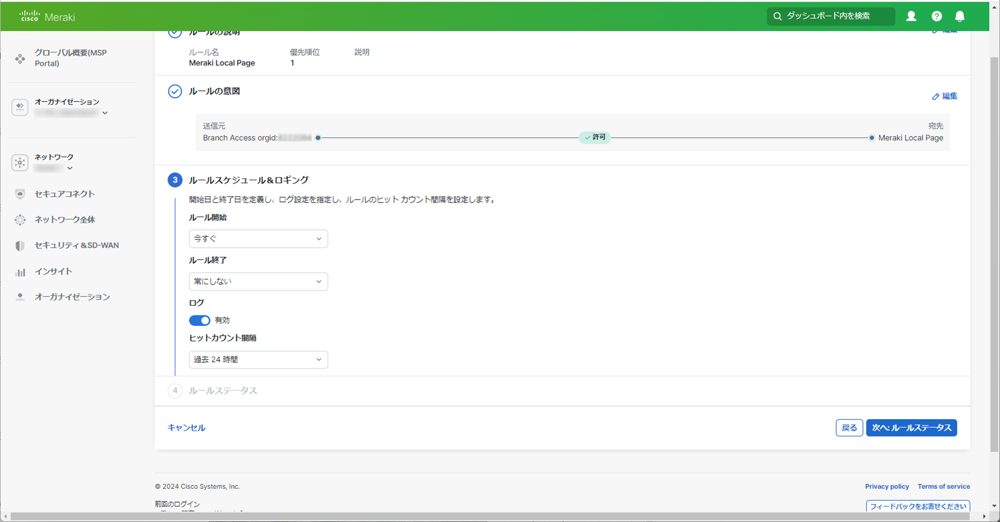 cisco Meraki
ダッシュボード内を検索
グローバル概要(MSP
Portal)
オーガナイゼーション
ネットワーク
セキュアコネクト
ネットワーク全体
セキュリティ&SD-WAN
インサイト
オーガナイゼーション
ルールの説明
編集
ルール名 優先順位 説明
Meraki Local Page 1
ルールの意図
編集
送信元 宛先
Branch Access orgid: 許可 Meraki Local Page
3 ルールスケジュール&ロギング
開始日と終了日を定義し、ログ設定を指定し、ルールのヒット カウント間隔を設定します。
ルール開始
今すぐ
ルール終了
常にしない
ログ
有効
ヒットカウント間隔
過去 24 時間
4 ルールステータス
キャンセル 戻る 次へ: ルールステータス
© 2024 Cisco Systems, Inc. Privacy policy Terms of service
前回のログイン
フィードバックをお寄せください